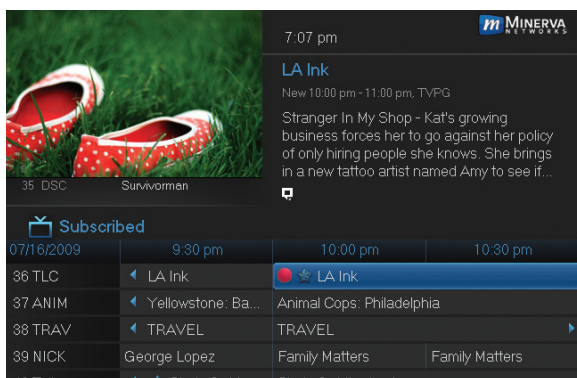 7:07 pm
m MINERVA
NETWORKS
LA Ink
New 10:00 pm - 11:00 pm, TVPG
Stranger In My Shop - Kat's growing
business forces her to go against her policy
of only hiring people she knows. She brings
in a new tattoo artist named Amy to see if...
35 DSC Survivorman
Subscribed
07/16/2009 9:30 pm 10:00 pm 10:30 pm
36 TLC LA Ink LA Ink
37 ANIM Yellowstone: Ba... Animal Cops: Philadelphia
38 TRAV TRAVEL TRAVEL
39 NICK George Lopez Family Matters Family Matters